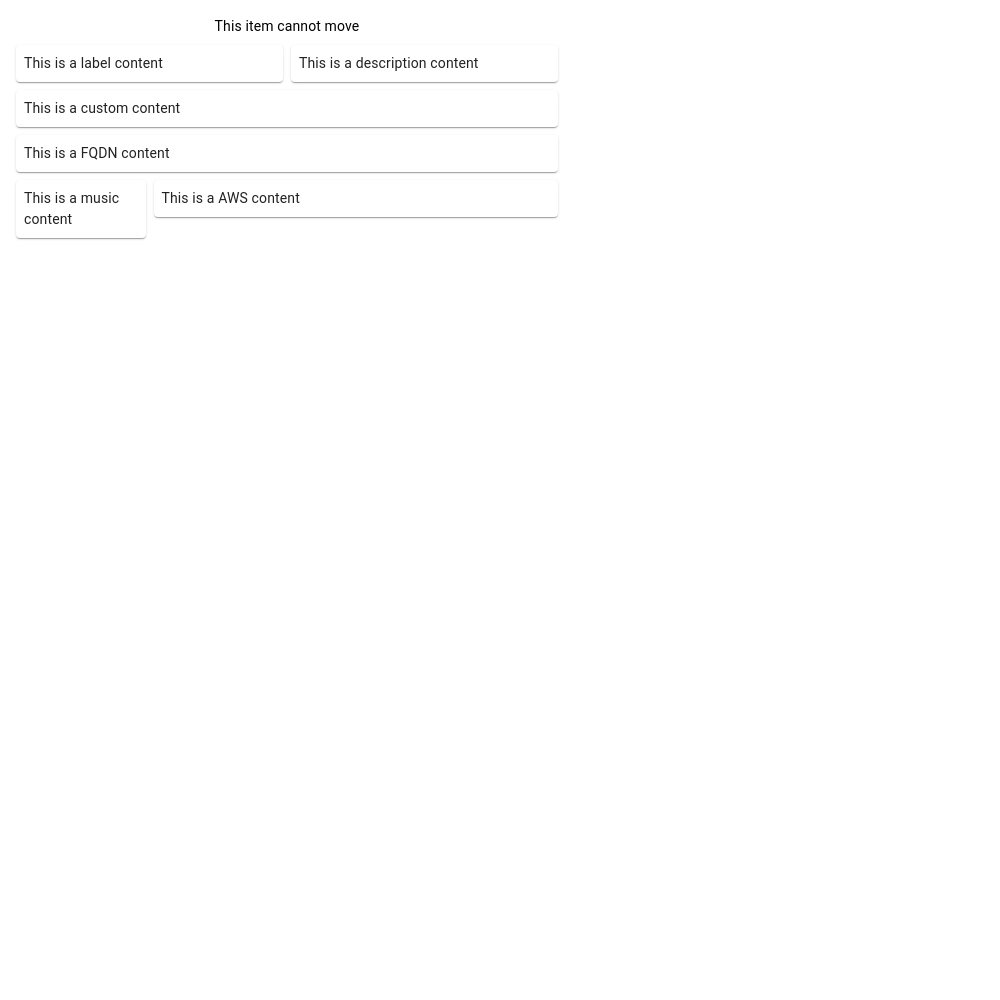 This item cannot move
This is a label content
This is a description content
This is a custom content
This is a FQDN content
This is a music
content
This is a AWS content